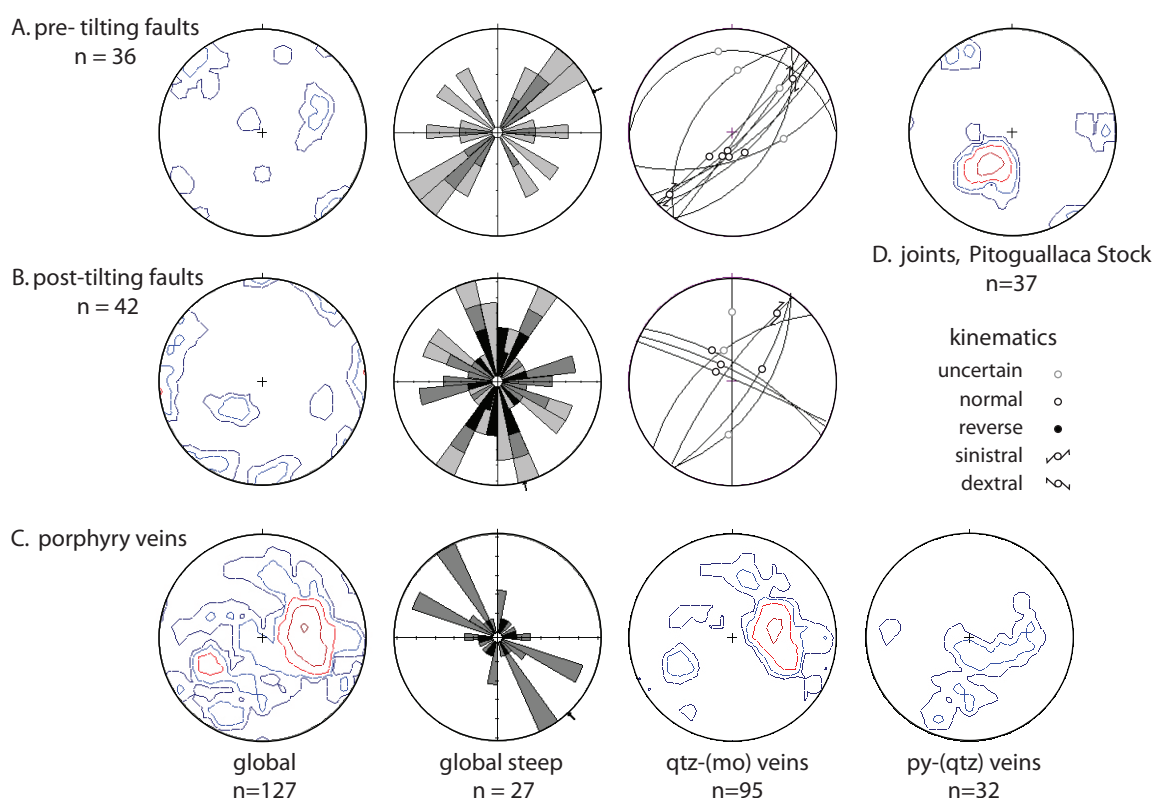 A. pre- tilting faults
n = 36
D. joints, Pitoguallaca Stock
n=37
B. post-tilting faults
n = 42
kinematics
uncertain
normal
reverse
sinistral
dextral
C. porphyry veins
global
n=127
global steep
n = 27
qtz-(mo) veins
n=95
py-(qtz) veins
n=32